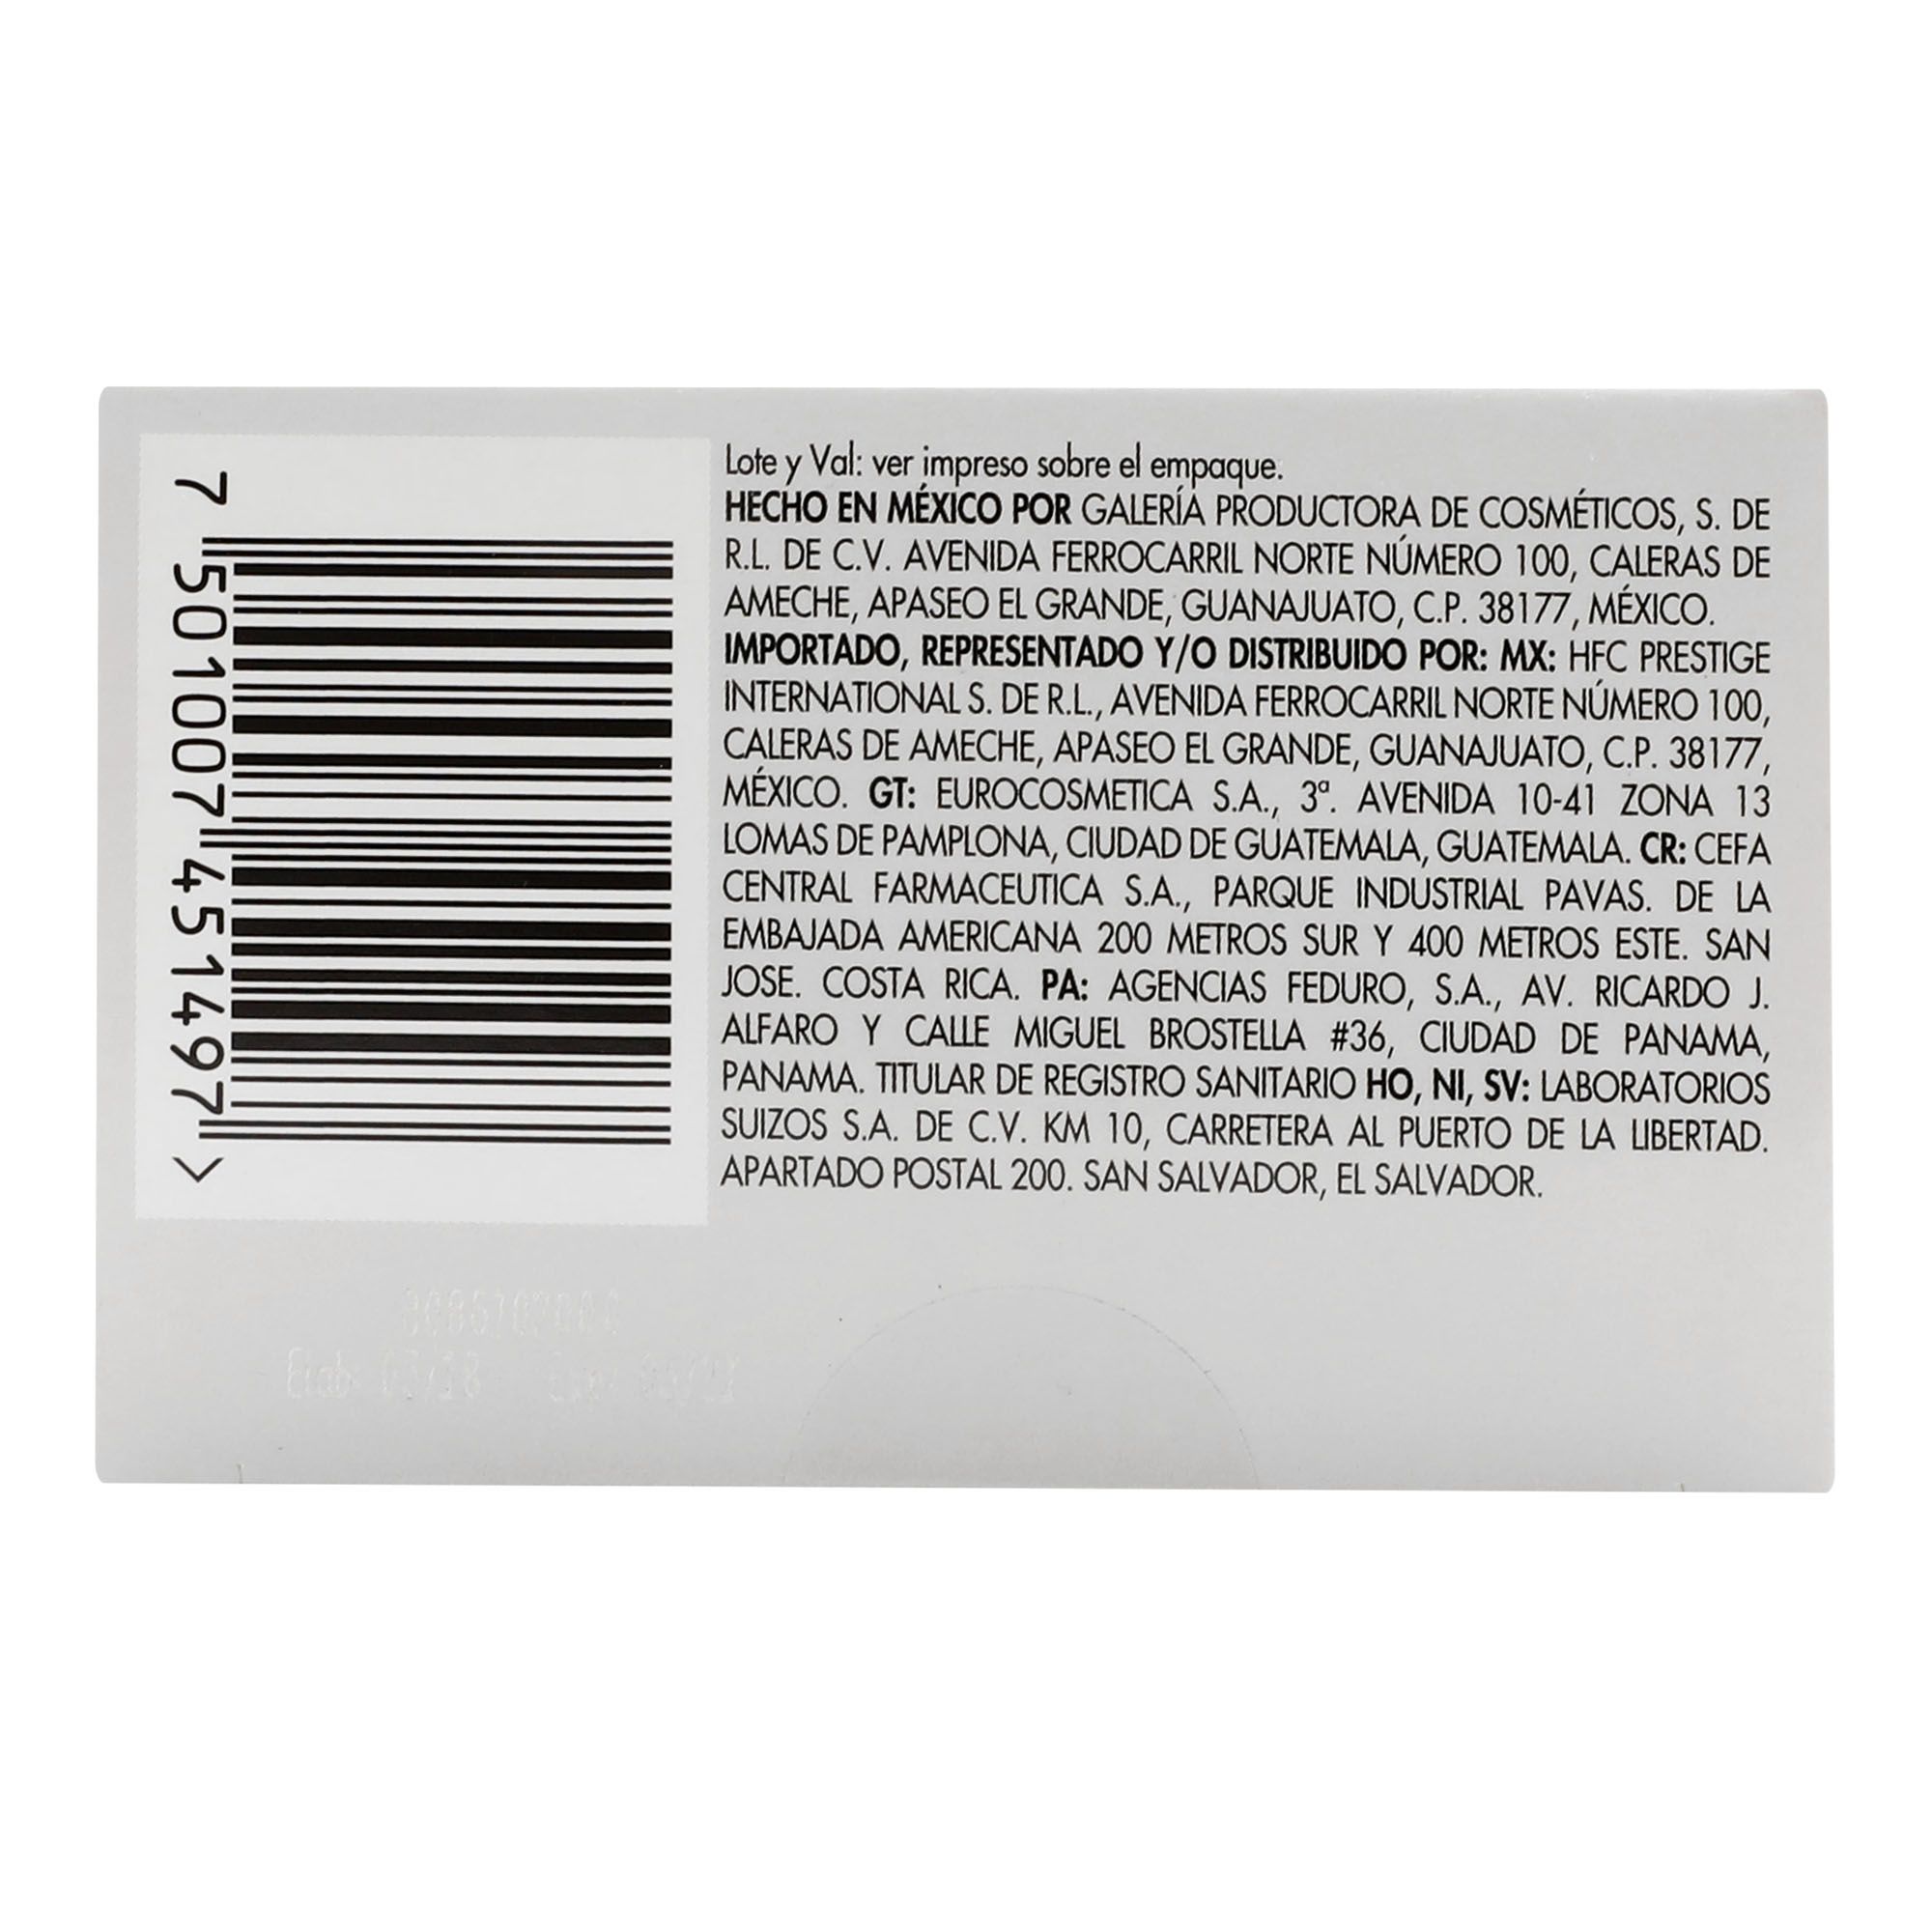 7 501007 451497 >
Lote y Val: ver impreso sobre el empaque.
HECHO EN MÉXICO POR GALERÍA PRODUCTORA DE COSMÉTICOS, S. DE
R.L. DE C.V. AVENIDA FERROCARRIL NORTE NÚMERO 100, CALERAS DE
AMECHE, APASEO EL GRANDE, GUANAJUATO, C.P. 38177, MÉXICO.
IMPORTADO, REPRESENTADO Y/O DISTRIBUIDO POR: MX: HFC PRESTIGE
INTERNATIONAL S. DE R.L., AVENIDA FERROCARRIL NORTE NÚMERO 100,
CALERAS DE AMECHE, APASEO EL GRANDE, GUANAJUATO, C.P. 38177,
MÉXICO. GT: EUROCOSMETICA S.A., 3ª. AVENIDA 10-41 ZONA 13
LOMAS DE PAMPLONA, CIUDAD DE GUATEMALA, GUATEMALA. CR: CEFA
CENTRAL FARMACEUTICA S.A., PARQUE INDUSTRIAL PAVAS. DE LA
EMBAJADA AMERICANA 200 METROS SUR Y 400 METROS ESTE. SAN
JOSE. COSTA RICA. PA: AGENCIAS FEDURO, S.A., AV. RICARDO J.
ALFARO Y CALLE MIGUEL BROSTELLA #36, CIUDAD DE PANAMA,
PANAMA. TITULAR DE REGISTRO SANITARIO HO, NI, SV: LABORATORIOS
SUIZOS S.A. DE C.V. KM 10, CARRETERA AL PUERTO DE LA LIBERTAD.
APARTADO POSTAL 200. SAN SALVADOR, EL SALVADOR.